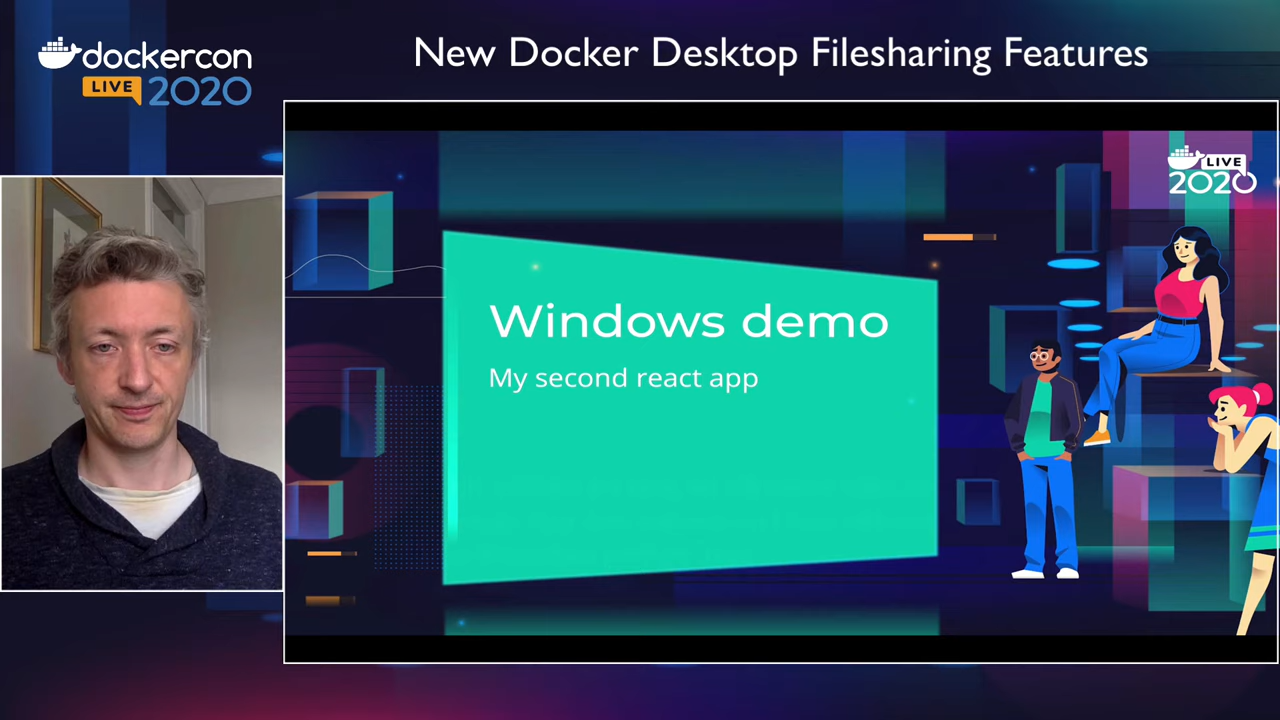 dockercon
LIVE 2020
New Docker Desktop Filesharing Features
LIVE
2020
Windows demo
My second react app